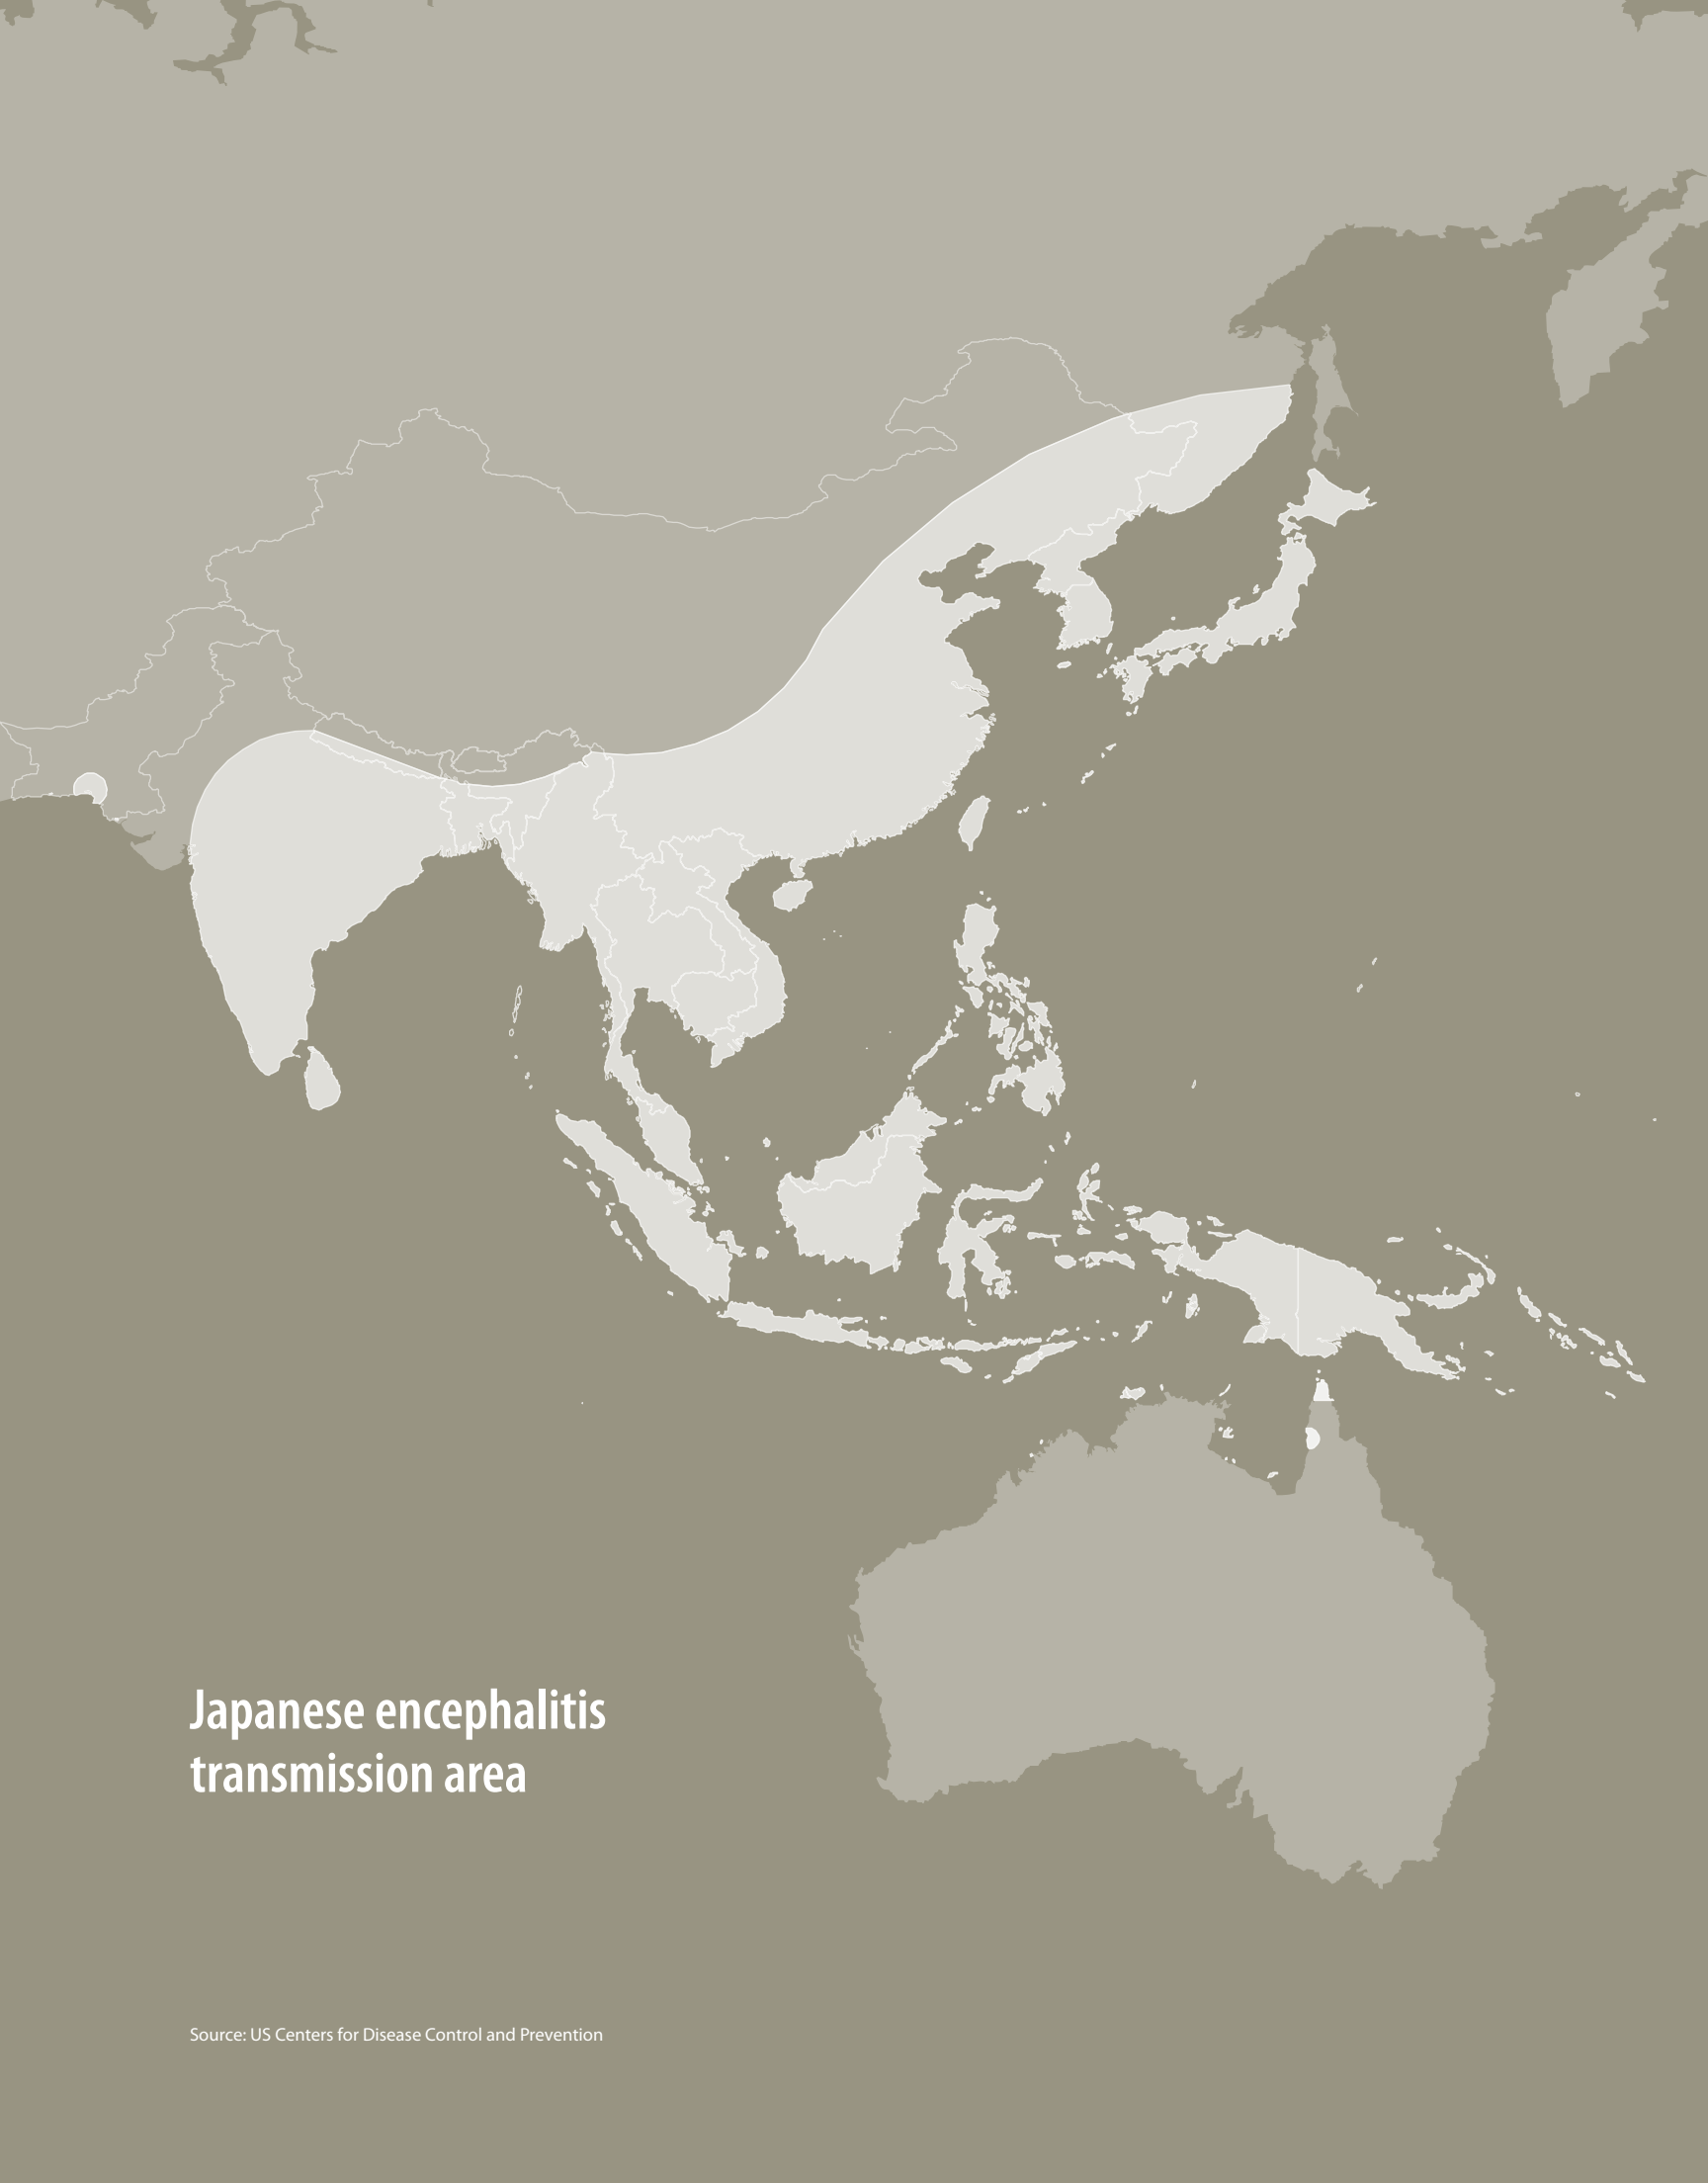 Japanese encephalitis
transmission area
Source: US Centers for Disease Control and Prevention